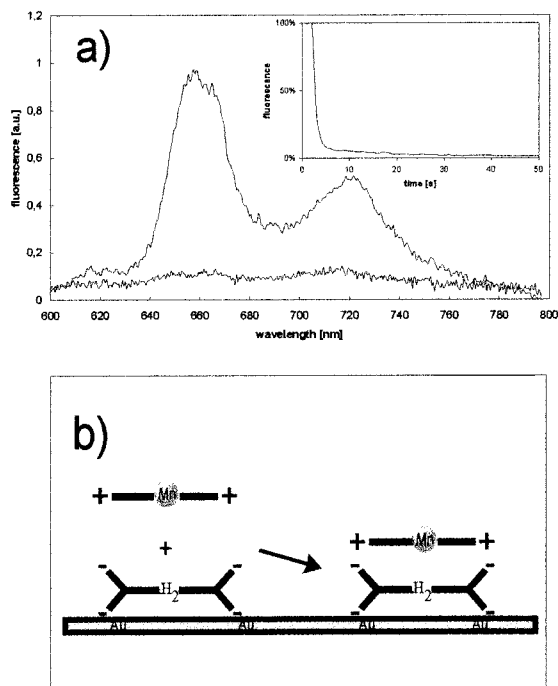 a)
1,2
1
0,8
0,6
0,4
0,2
0
fluorescence [a.u.]
600 620 640 660 680 700 720 740 760 780 800
wavelength [nm]
100%
50%
0%
fluorescence
0 10 20 30 40 50
time [s]
b)
+ Mn +
+
+ Mn +
- - - -
H2 H2
- - - -
Au Au Au Au